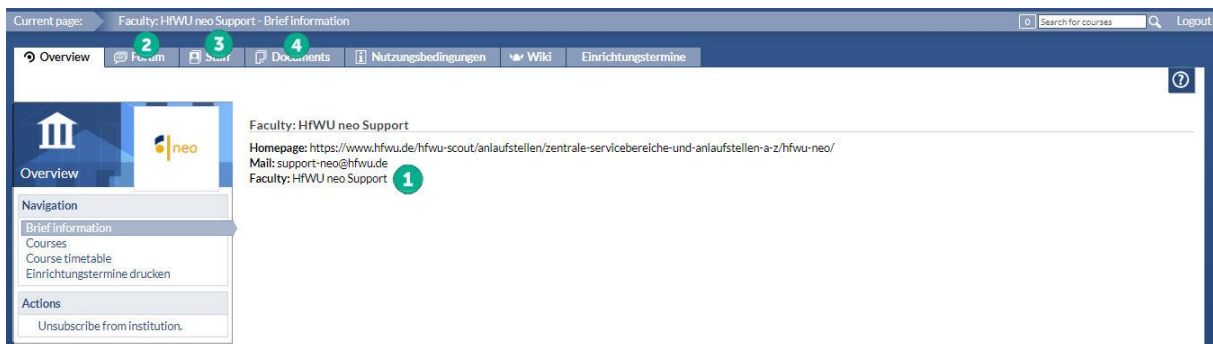 Current page: Faculty: HfWU neo Support - Brief information 0 Search for courses Logout
2 3 4
Overview Forum Staff Documents Nutzungsbedingungen Wiki Einrichtungstermine
?
neo
Overview
Faculty: HfWU neo Support
Homepage: https://www.hfwu.de/hfwu-scout/anlaufstellen/zentrale-servicebereiche-und-anlaufstellen-a-z/hfwu-neo/
Mail: support-neo@hfwu.de
Faculty: HfWU neo Support 1
Navigation
Brief information
Courses
Course timetable
Einrichtungstermine drucken
Actions
Unsubscribe from institution.